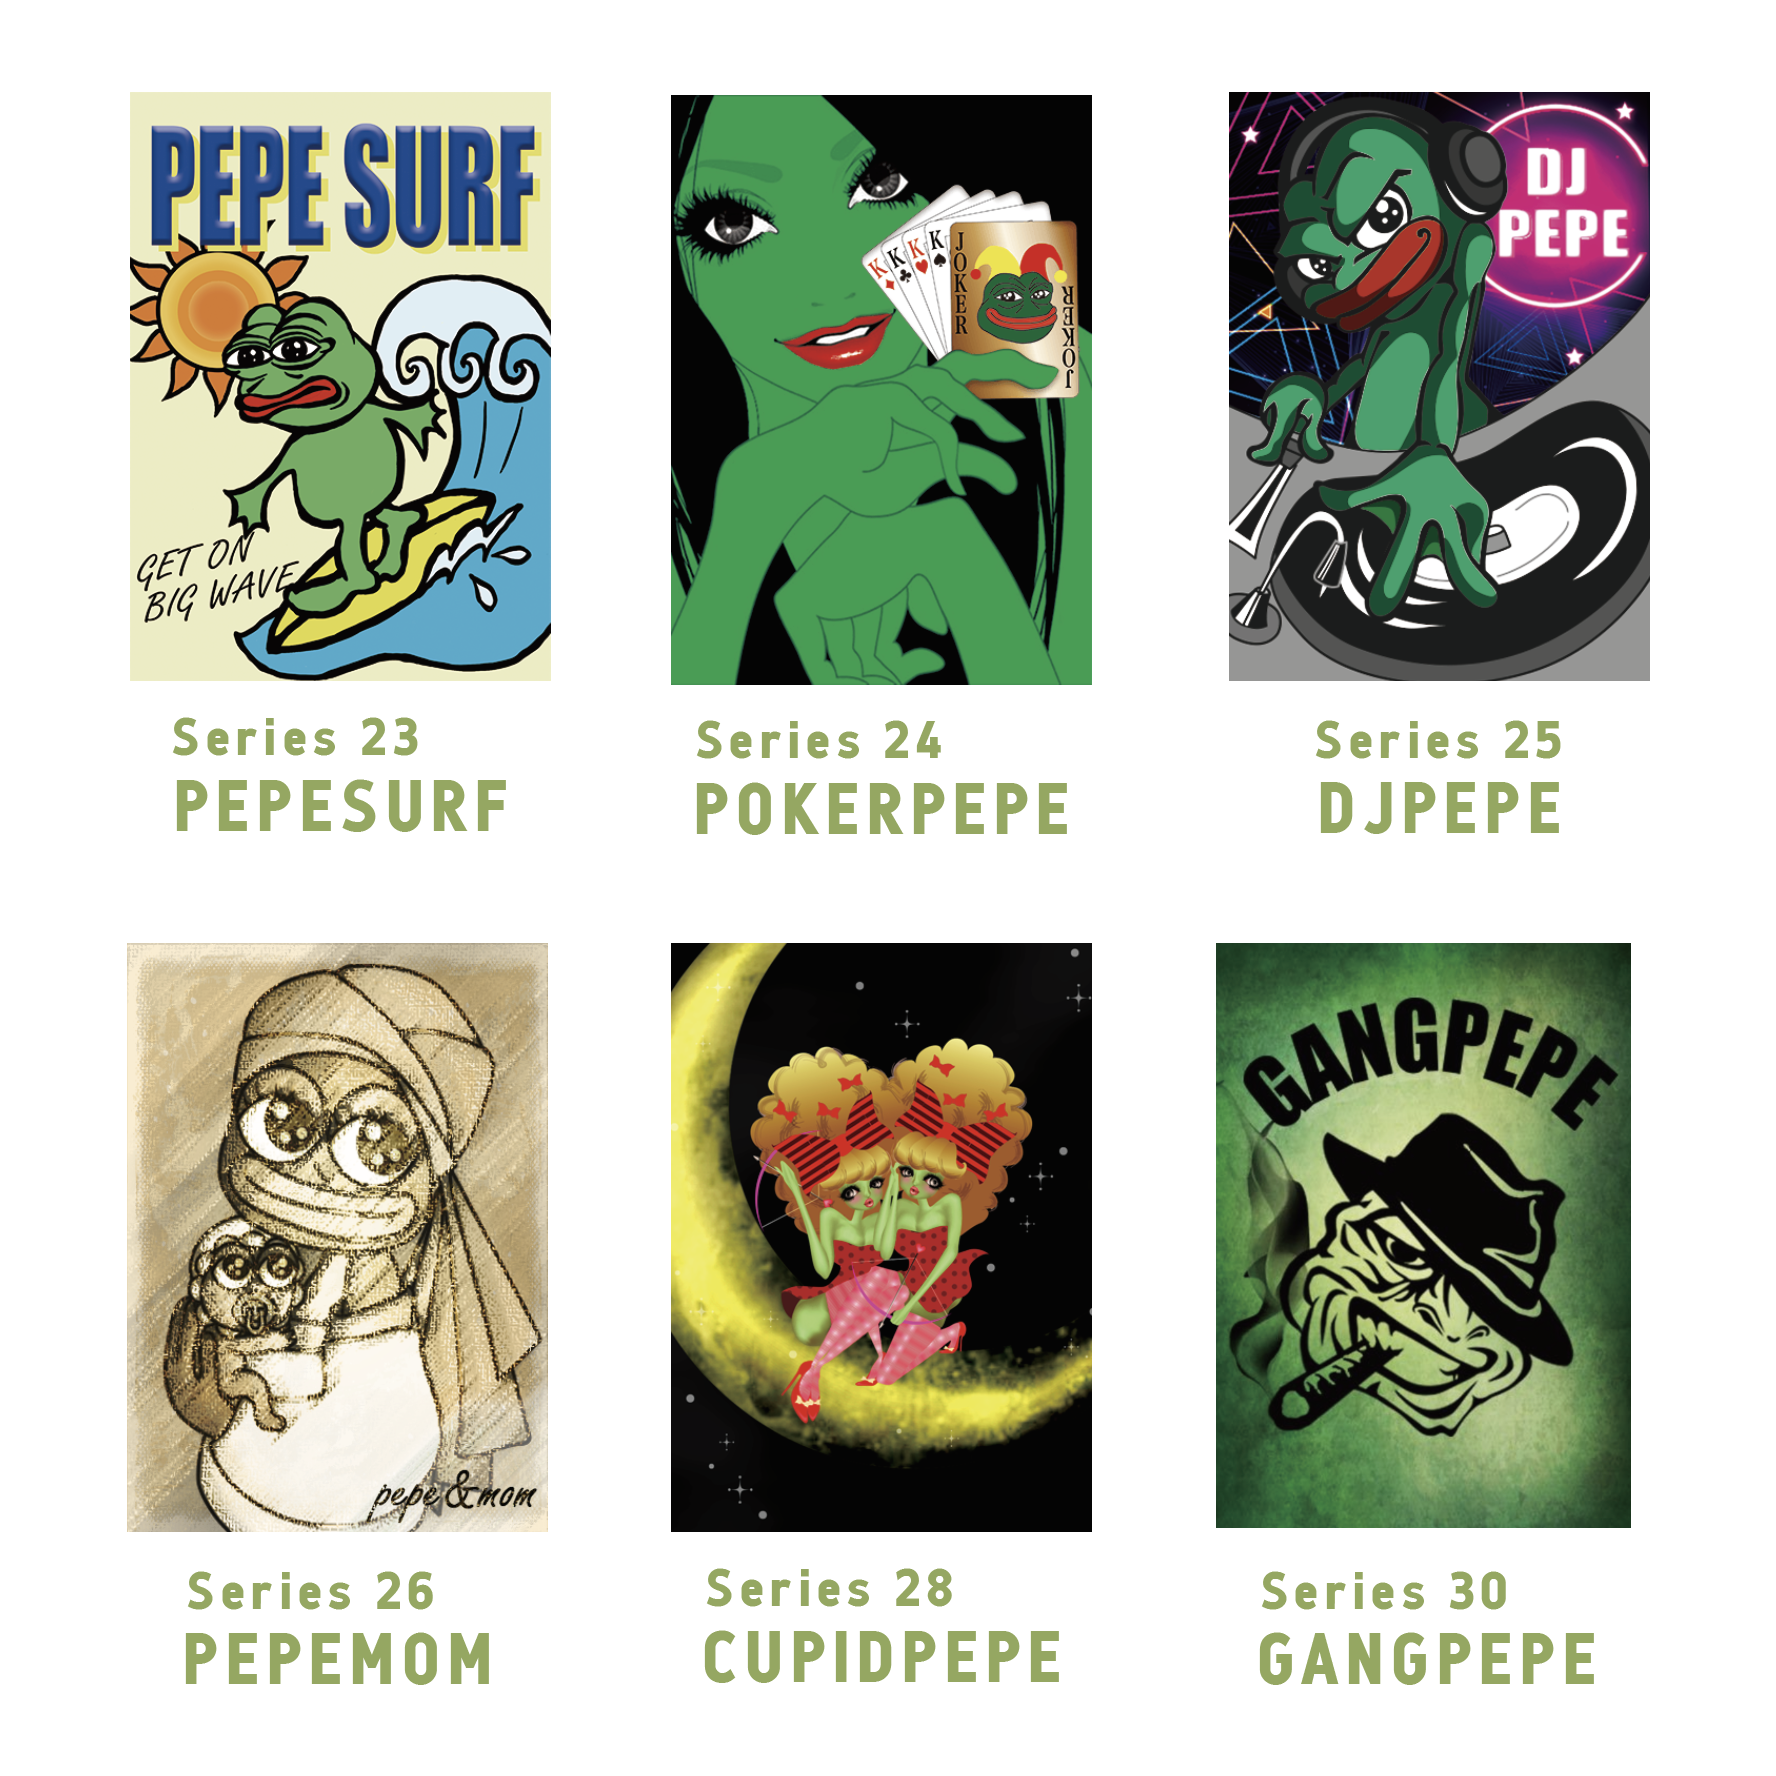 PEPE SURF
GET ON
BIG WAVE
K K K K
JOKER
JOKER
DJ
PEPE
Series 23
PEPESURF
Series 24
POKERPEPE
Series 25
DJPEPE
pepe & mom
GANGPEPE
Series 26
PEPEMOM
Series 28
CUPIDPEPE
Series 30
GANGPEPE